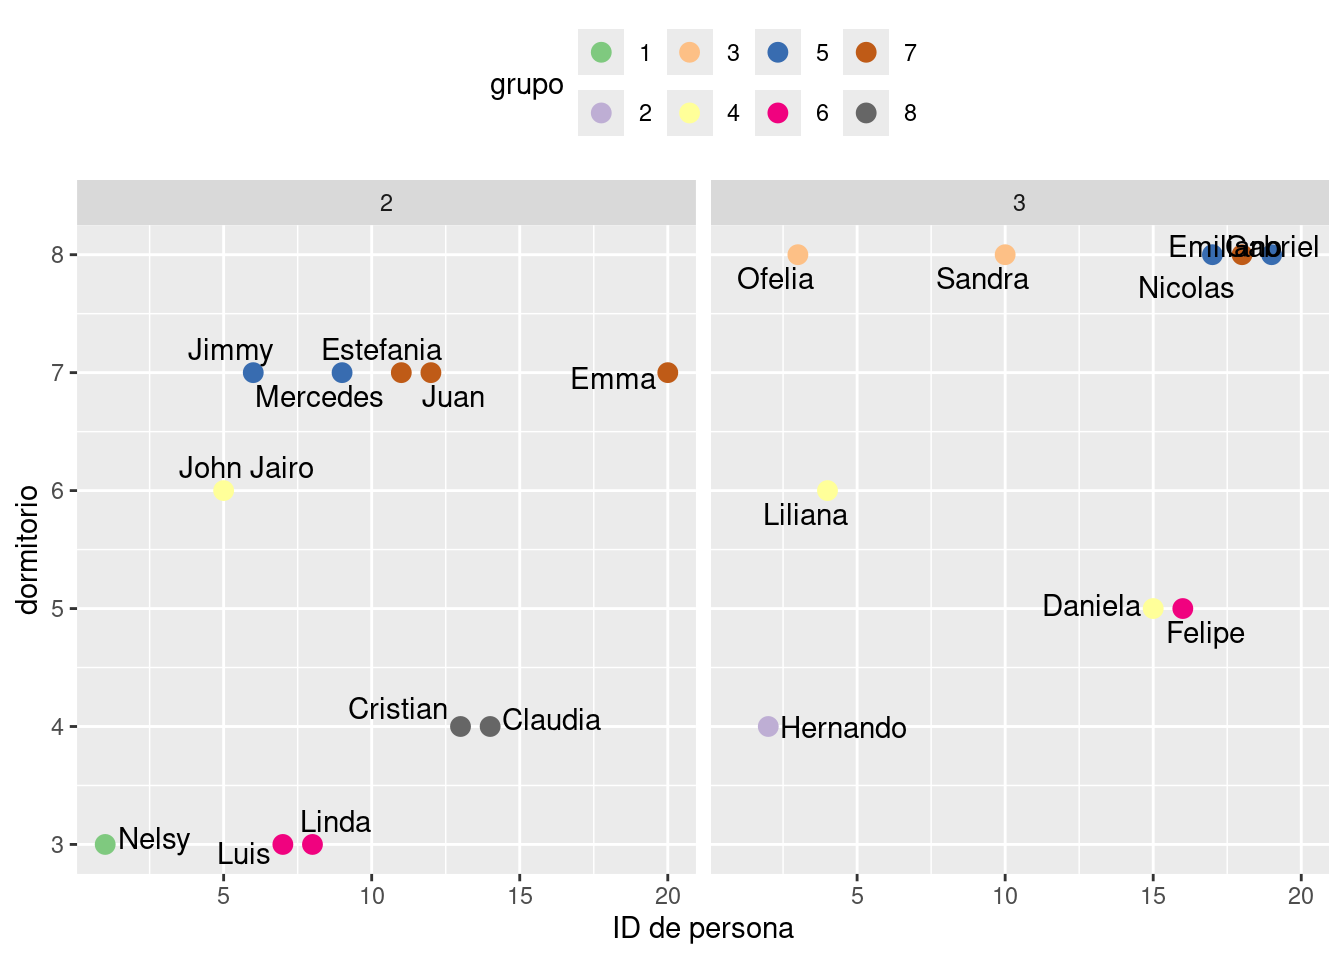 grupo
1 3 5 7
2 4 6 8
2 3
8
Ofelia Sandra Emiliano Gabriel
Nicolas
Jimmy Estefania
7
Emma
Mercedes Juan
John Jairo
6
Liliana
5
Daniela
Felipe
Cristian Claudia
4
Hernando
Linda
Nelsy
3
Luis
dormitorio
5 10 15 20 5 10 15 20
ID de persona